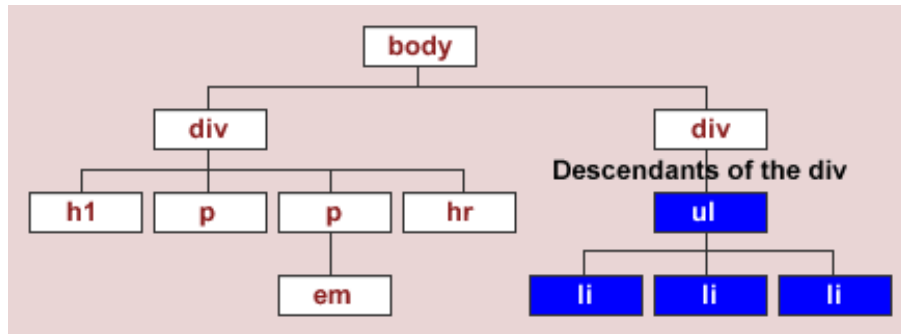 body
div div
Descendants of the div
h1 p p hr ul
em li li li